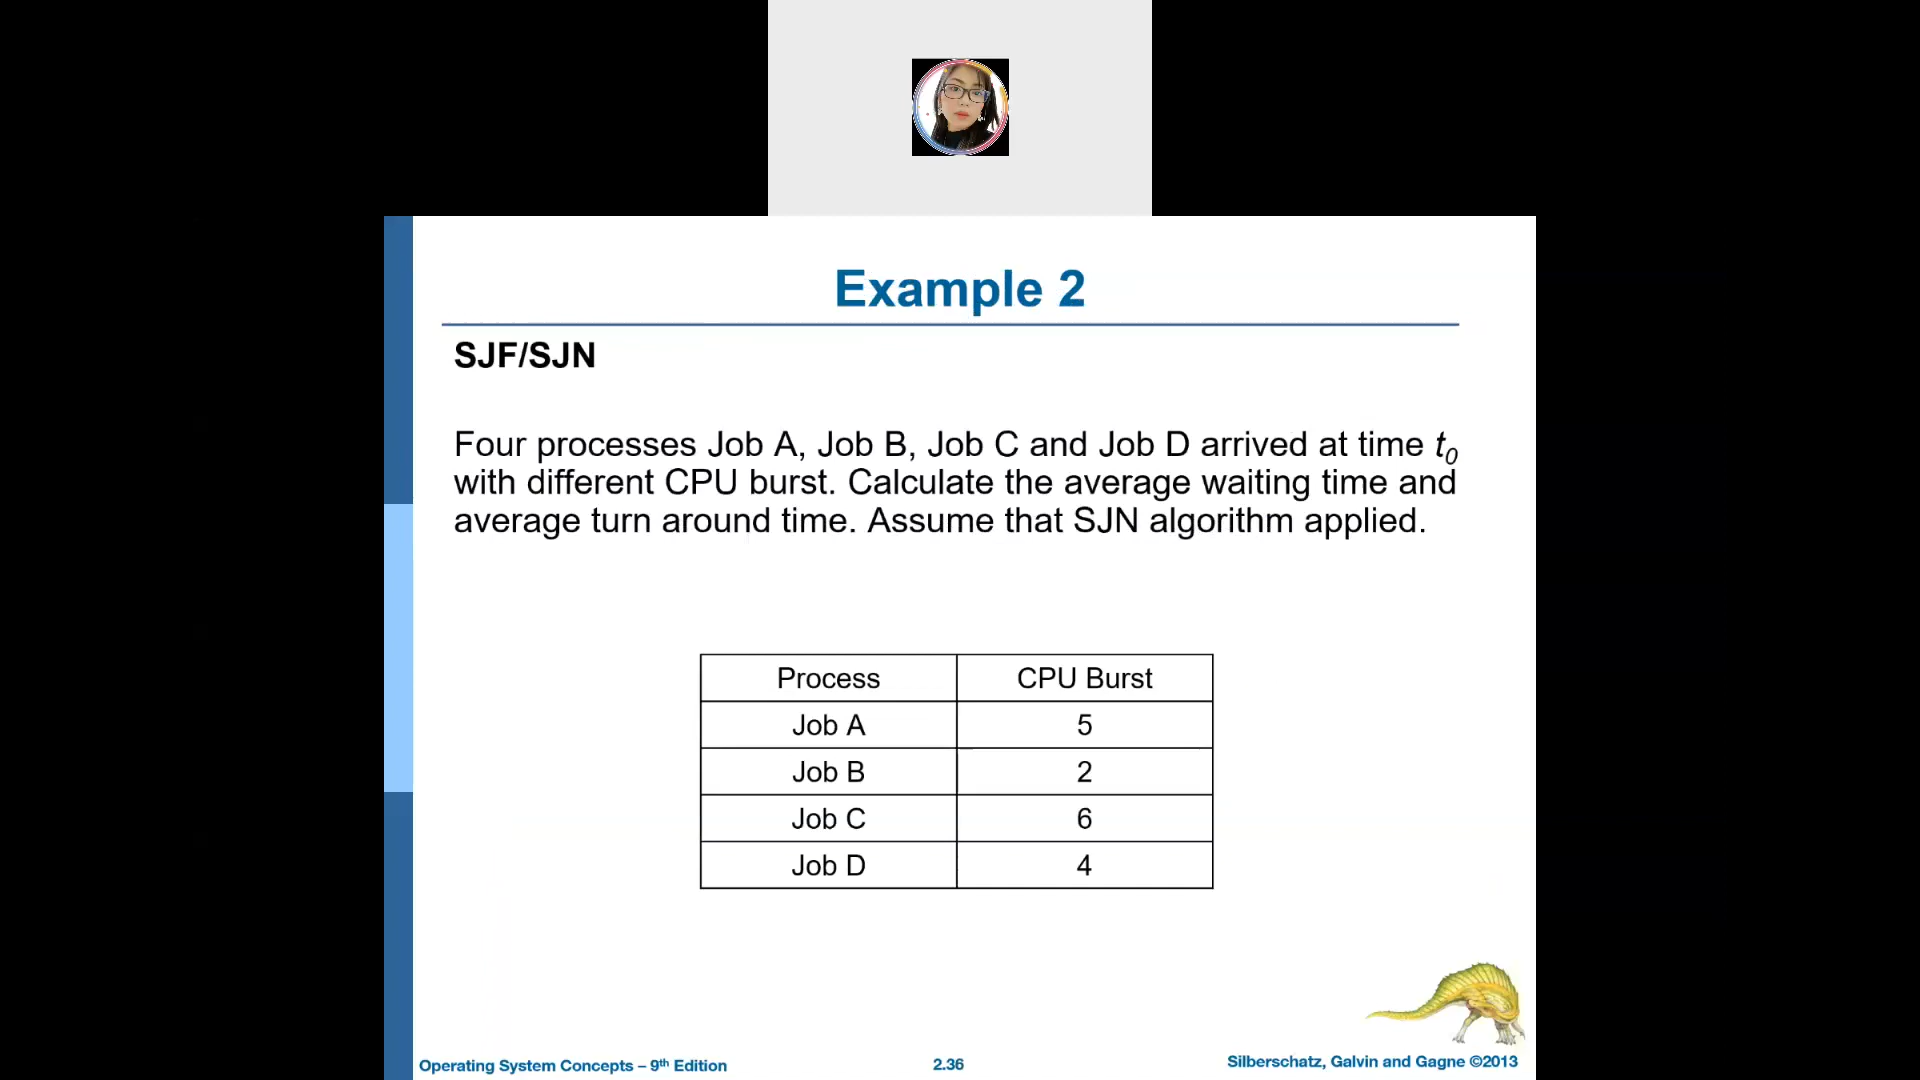 Example 2
SJF/SJN
Four processes Job A, Job B, Job C and Job D arrived at time t0
with different CPU burst. Calculate the average waiting time and
average turn around time. Assume that SJN algorithm applied.
Process CPU Burst
Job A 5
Job B 2
Job C 6
Job D 4
Operating System Concepts – 9th Edition 2.36 Silberschatz, Galvin and Gagne ©2013